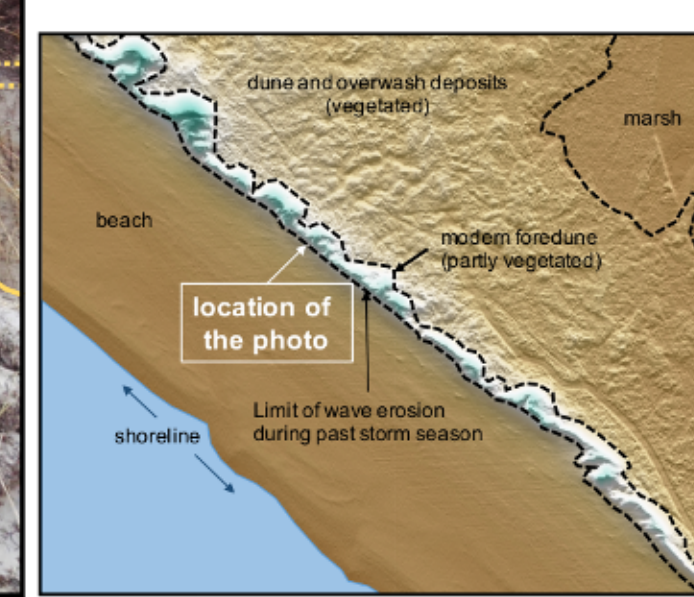 dune and overwash deposits
(vegetated)
marsh
beach
modern foredune
(partly vegetated)
location of
the photo
Limit of wave erosion
during past storm season
shoreline